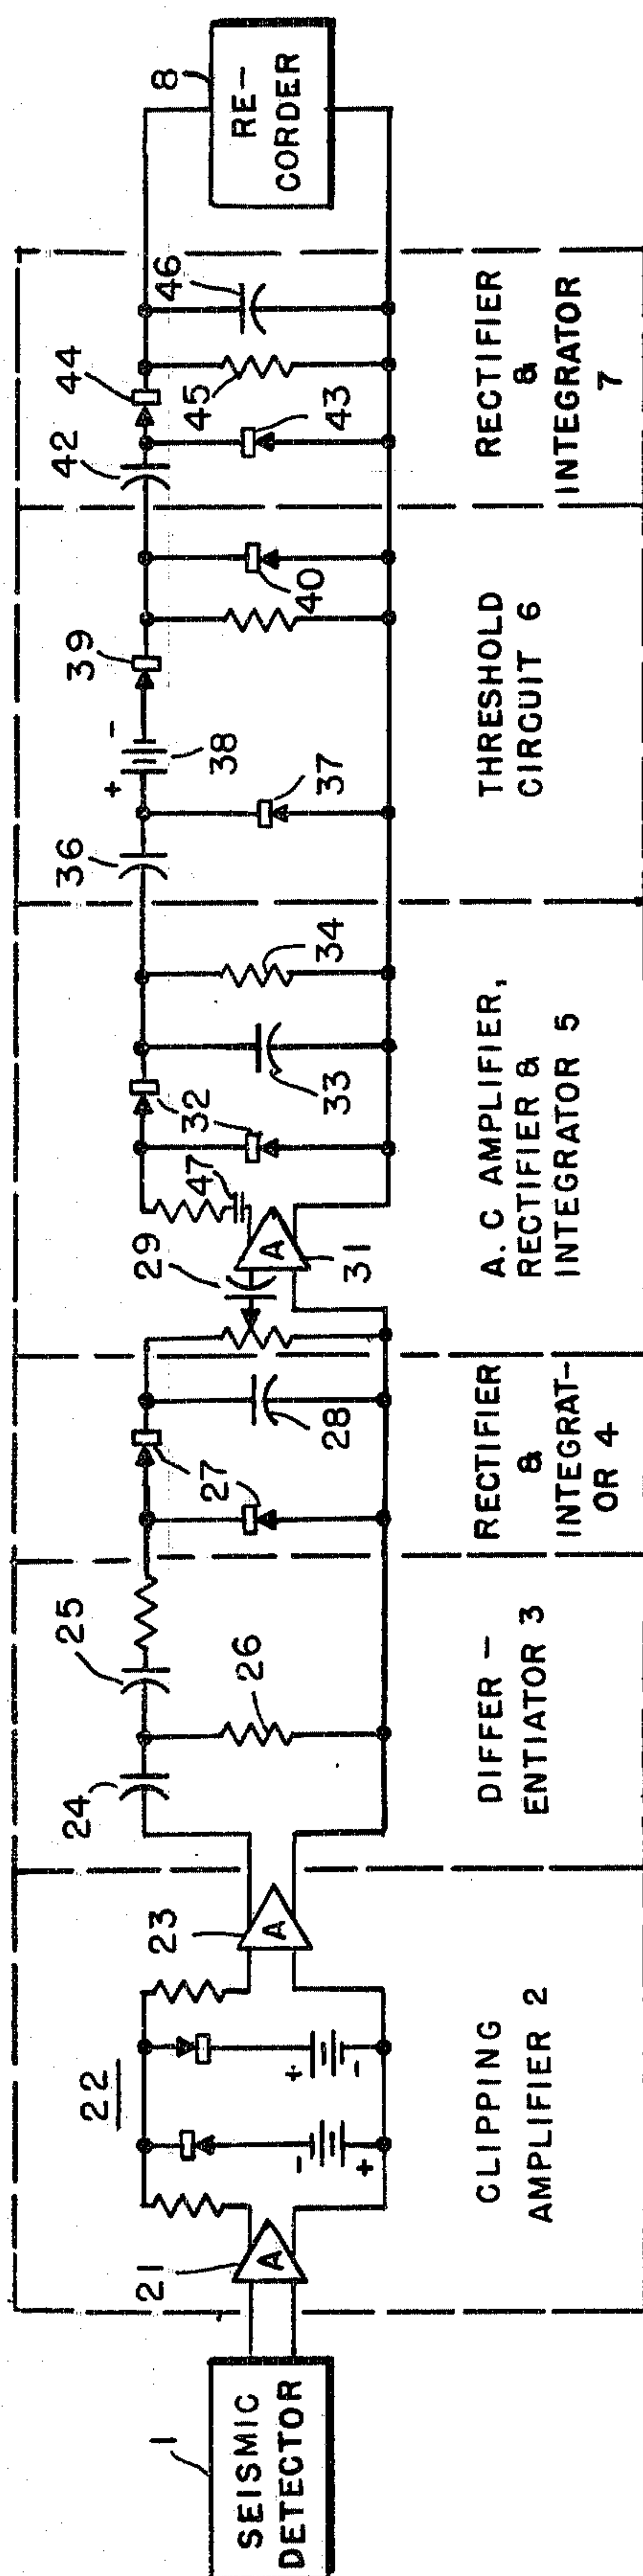 1
SEISMIC
DETECTOR
21
A
22
-
+
+
-
23
A
CLIPPING
AMPLIFIER 2
24
25
26
DIFFER-
ENTIATOR 3
27
28
RECTIFIER
&
INTEGRAT-
OR 4
29
A
31
47
32
33
34
A.C AMPLIFIER,
RECTIFIER &
INTEGRATOR 5
36
37
+
-
38
39
40
THRESHOLD
CIRCUIT 6
42
43
44
45
46
RECTIFIER
&
INTEGRATOR
7
8
RE-
CORDER